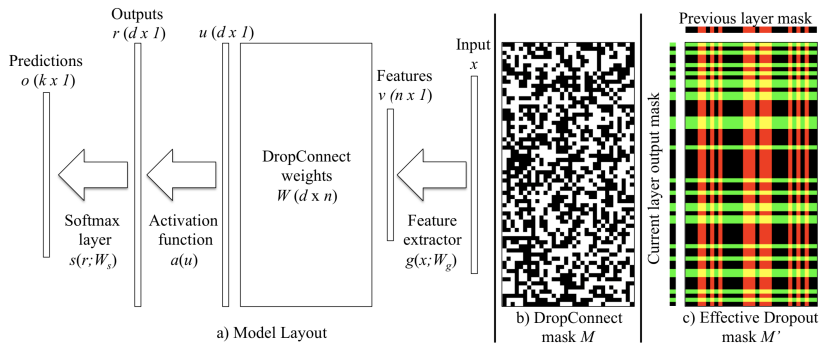 Predictions
o (k x 1)
Outputs
r (d x 1)
u (d x 1)
Features
v (n x 1)
Input
x
DropConnect
weights
W (d x n)
Softmax
layer
s(r;Ws)
Activation
function
a(u)
Feature
extractor
g(x;Wg)
a) Model Layout
b) DropConnect
mask M
Previous layer mask
Current layer output mask
c) Effective Dropout
mask M'